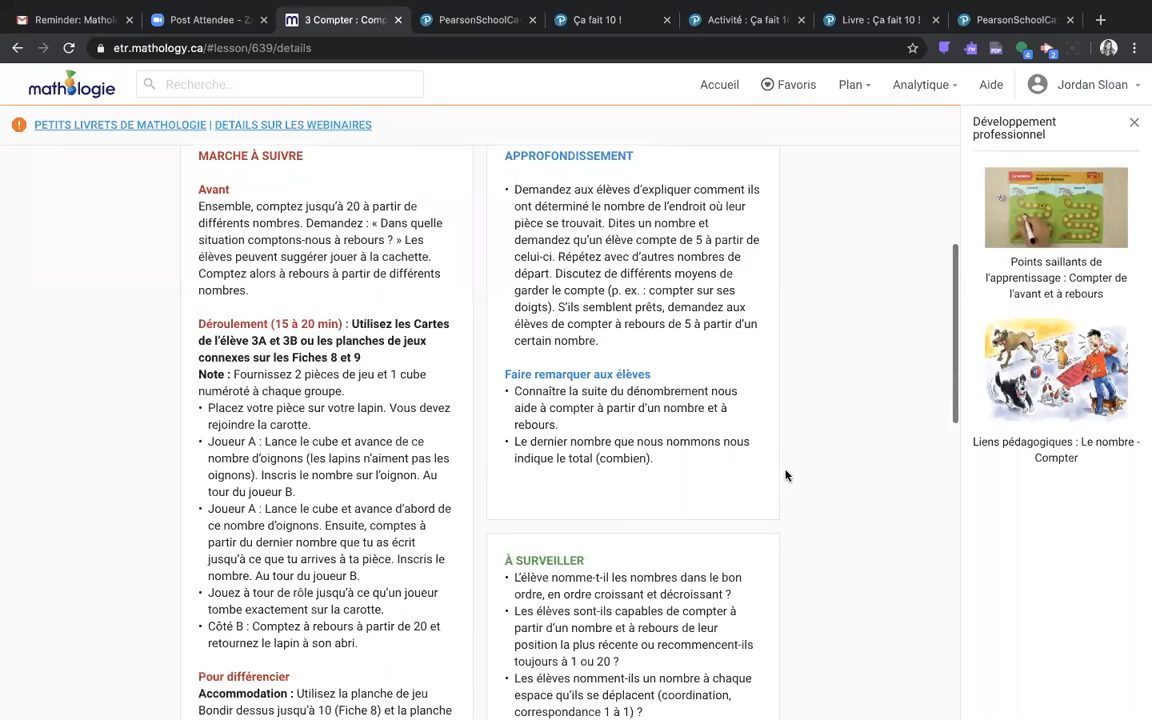 Reminder: Mathol
Post Attendee - Z
3 Compter : Comp
PearsonSchoolCa
Ça fait 10 !
Activité : Ça fait 1
Livre : Ça fait 10 !
PearsonSchoolCa
etr.mathology.ca/#lesson/639/details
4
2
mathologie
Recherche...
Accueil
Favoris
Plan
Analytique
Aide
Jordan Sloan
PETITS LIVRETS DE MATHOLOGIE | DETAILS SUR LES WEBINAIRES
MARCHE À SUIVRE
Avant
Ensemble, comptez jusqu'à 20 à partir de
différents nombres. Demandez : « Dans quelle
situation comptons-nous à rebours ? » Les
élèves peuvent suggérer jouer à la cachette.
Comptez alors à rebours à partir de différents
nombres.
Déroulement (15 à 20 min) : Utilisez les Cartes
de l'élève 3A et 3B ou les planches de jeux
connexes sur les Fiches 8 et 9
Note : Fournissez 2 pièces de jeu et 1 cube
numéroté à chaque groupe.
• Placez votre pièce sur votre lapin. Vous devez
rejoindre la carotte.
• Joueur A : Lance le cube et avance de ce
nombre d'oignons (les lapins n'aiment pas les
oignons). Inscris le nombre sur l'oignon. Au
tour du joueur B.
• Joueur A : Lance le cube et avance d'abord de
ce nombre d'oignons. Ensuite, comptes à
partir du dernier nombre que tu as écrit
jusqu'à ce que tu arrives à ta pièce. Inscris le
nombre. Au tour du joueur B.
• Jouez à tour de rôle jusqu'à ce qu'un joueur
tombe exactement sur la carotte.
• Côté B : Comptez à rebours à partir de 20 et
retournez le lapin à son abri.
Pour différencier
Accommodation : Utilisez la planche de jeu
Bondir dessus jusqu'à 10 (Fiche 8) et la planche
APPROFONDISSEMENT
• Demandez aux élèves d'expliquer comment ils
ont déterminé le nombre de l'endroit où leur
pièce se trouvait. Dites un nombre et
demandez qu'un élève compte de 5 à partir de
celui-ci. Répétez avec d'autres nombres de
départ. Discutez de différents moyens de
garder le compte (p. ex. : compter sur ses
doigts). S'ils semblent prêts, demandez aux
élèves de compter à rebours de 5 à partir d'un
certain nombre.
Faire remarquer aux élèves
• Connaître la suite du dénombrement nous
aide à compter à partir d'un nombre et à
rebours.
• Le dernier nombre que nous nommons nous
indique le total (combien).
À SURVEILLER
• L'élève nomme-t-il les nombres dans le bon
ordre, en ordre croissant et décroissant ?
• Les élèves sont-ils capables de compter à
partir d'un nombre et à rebours de leur
position la plus récente ou recommencent-ils
toujours à 1 ou 20 ?
• Les élèves nomment-ils un nombre à chaque
espace qu'ils se déplacent (coordination,
correspondance 1 à 1) ?
Développement
professionnel
Points saillants de
l'apprentissage : Compter de
l'avant et à rebours
Liens pédagogiques : Le nombre -
Compter